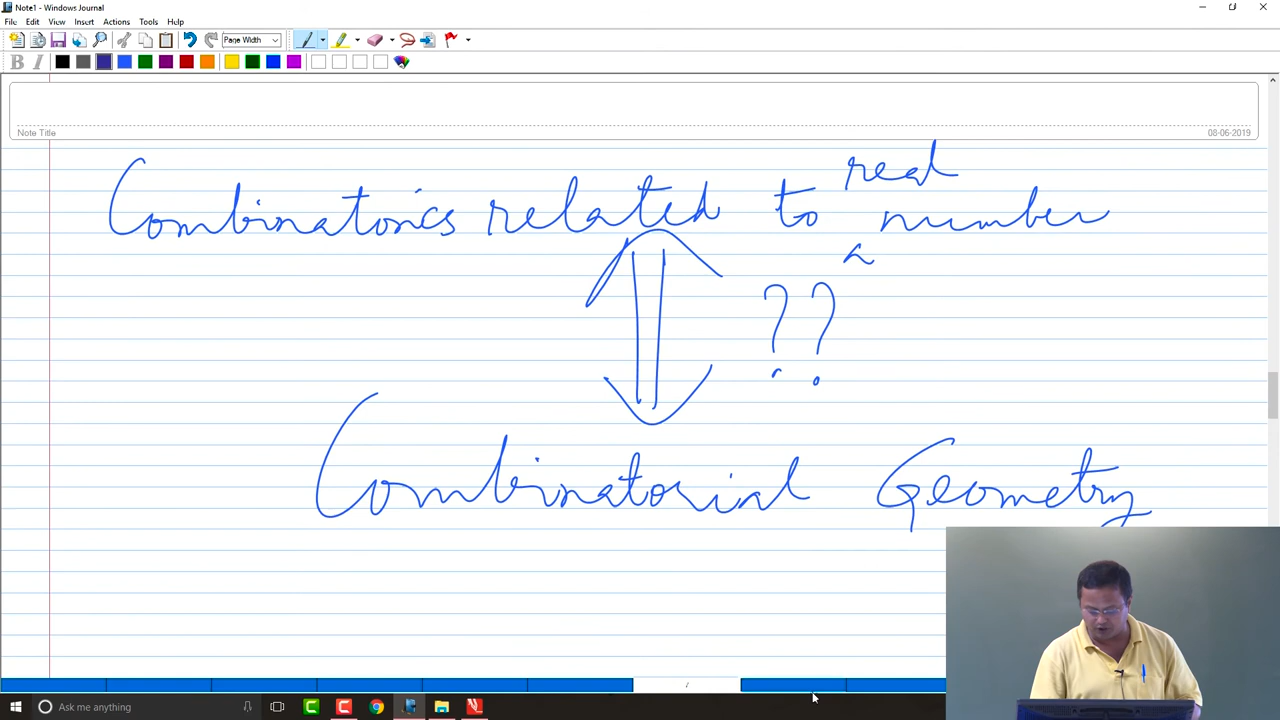 Note1 - Windows Journal
File Edit View Insert Actions Tools Help
Page Width
B I
Note Title
08-06-2019
real
Combinatorics related to ^ number
??
Combinatorial Geometry
Ask me anything